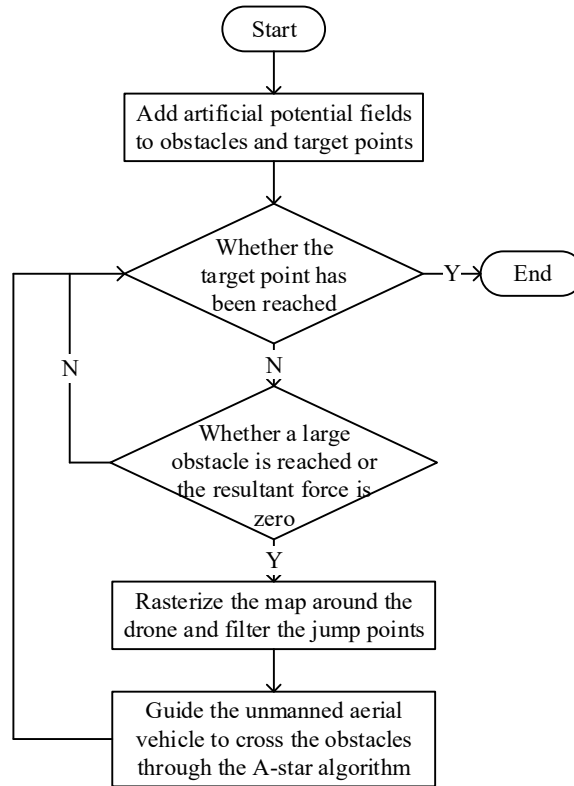 Start
Add artificial potential fields
to obstacles and target points
Whether the
target point has
been reached
Y
End
N
N
Whether a large
obstacle is reached or
the resultant force is
zero
Y
Rasterize the map around the
drone and filter the jump points
Guide the unmanned aerial
vehicle to cross the obstacles
through the A-star algorithm